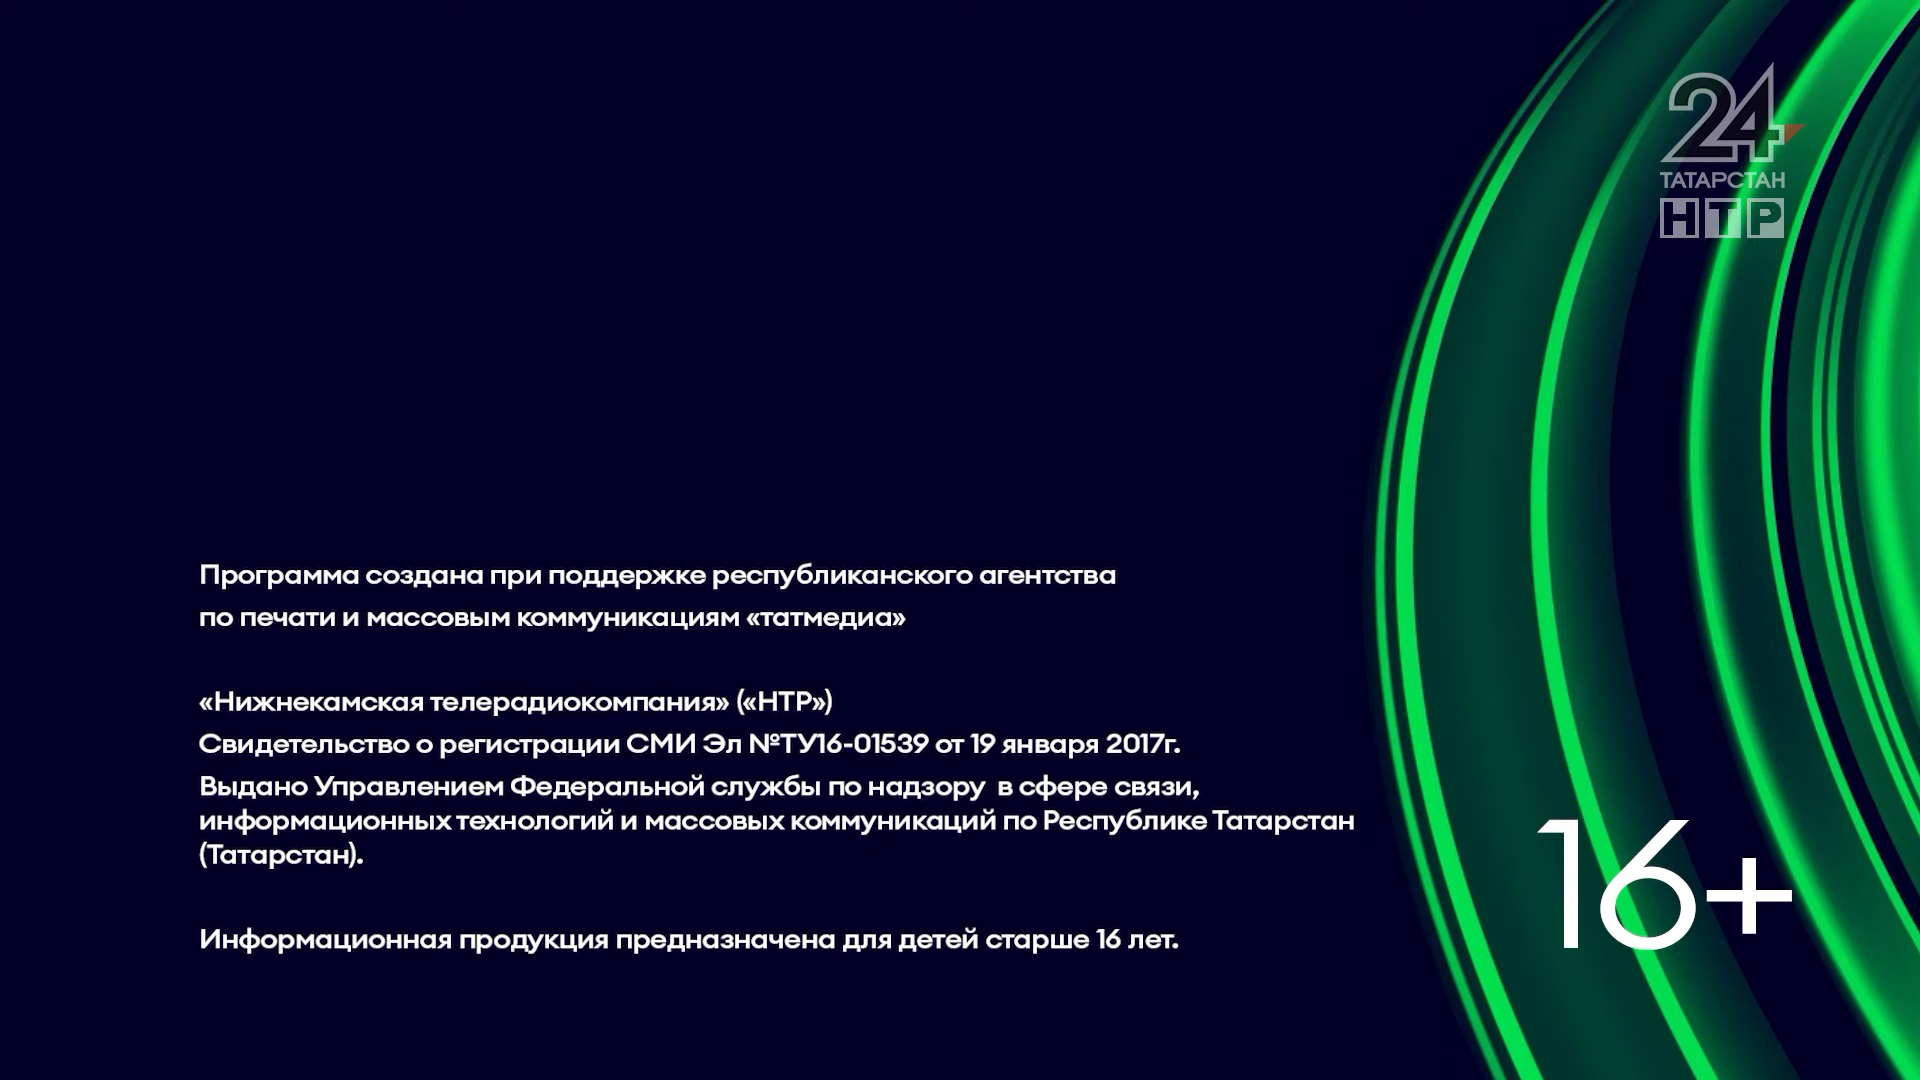 24
ТАТАРСТАН
НТР
Программа создана при поддержке республиканского агентства
по печати и массовым коммуникациям «татмедиа»
«Нижнекамская телерадиокомпания» («НТР»)
Свидетельство о регистрации СМИ Эл №ТУ16-01539 от 19 января 2017г.
Выдано Управлением Федеральной службы по надзору  в сфере связи,
информационных технологий и массовых коммуникаций по Республике Татарстан
(Татарстан).
16+
Информационная продукция предназначена для детей старше 16 лет.